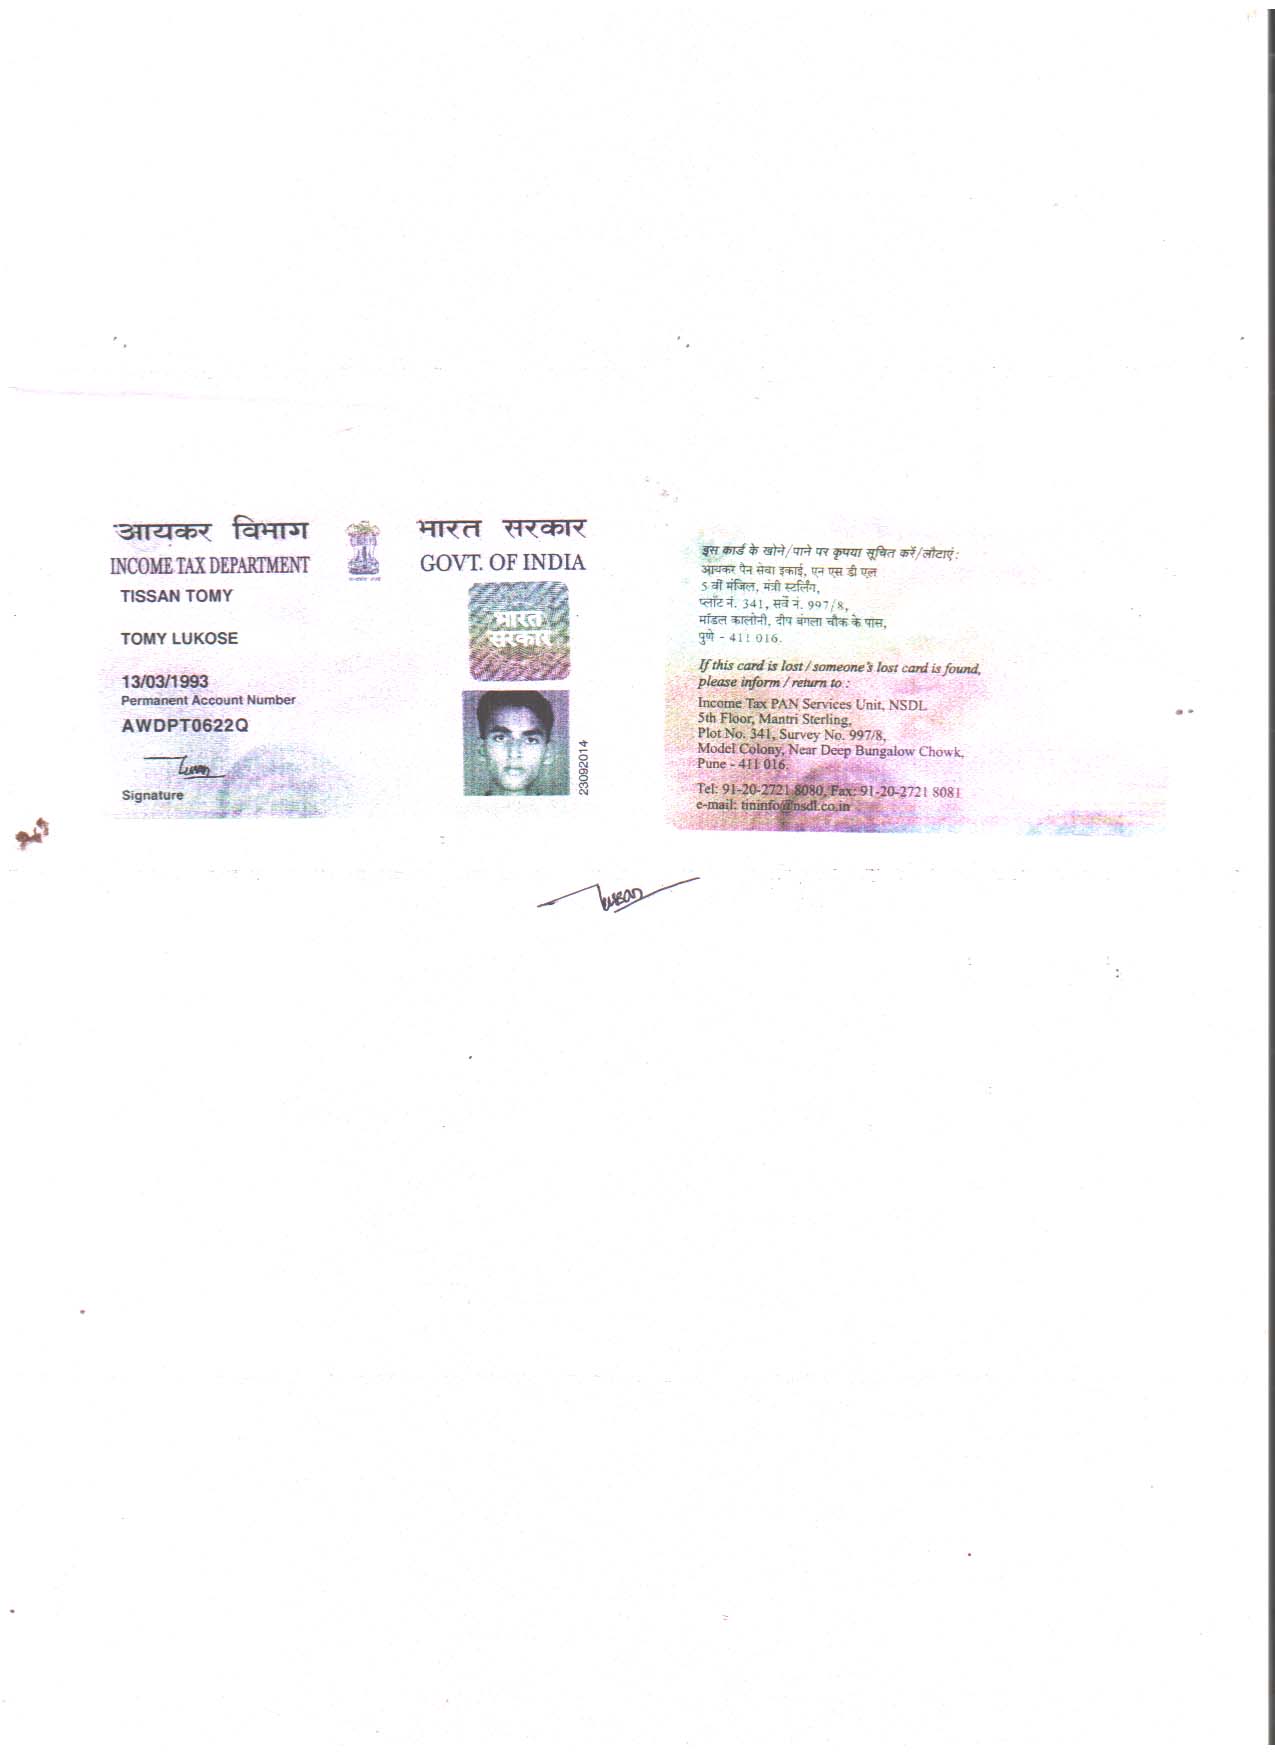 आयकर विभाग
INCOME TAX DEPARTMENT
भारत सरकार
GOVT. OF INDIA
TISSAN TOMY
TOMY LUKOSE
13/03/1993
Permanent Account Number
AWDPT0622Q
Signature
भारत
सरकार
23092014
इस कार्ड के खोने/पाने पर कृपया सूचित करें/लौटाएं:
आयकर पैन सेवा इकाई, एन एस डी एल
5 वीं मंजिल, मंत्री स्टर्लिंग,
प्लॉट नं. 341, सर्वे नं. 997/8,
मॉडल कालोनी, दीप बंगला चौक के पास,
पुणे - 411 016.
If this card is lost / someone's lost card is found,
please inform / return to :
Income Tax PAN Services Unit, NSDL
5th Floor, Mantri Sterling,
Plot No. 341, Survey No. 997/8,
Model Colony, Near Deep Bungalow Chowk,
Pune - 411 016.
Tel: 91-20-2721 8080, Fax: 91-20-2721 8081
e-mail: tininfo@nsdl.co.in